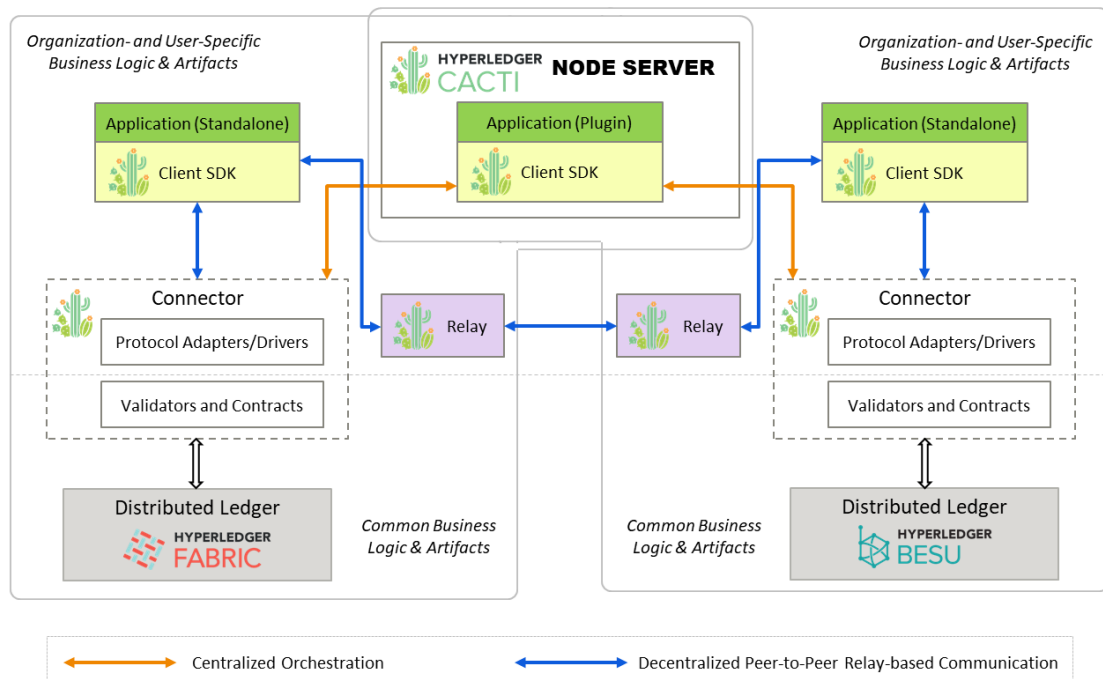 Organization- and User-Specific
Business Logic & Artifacts
HYPERLEDGER
CACTI
NODE SERVER
Organization- and User-Specific
Business Logic & Artifacts
Application (Standalone)
Client SDK
Application (Plugin)
Client SDK
Application (Standalone)
Client SDK
Connector
Protocol Adapters/Drivers
Validators and Contracts
Relay
Relay
Connector
Protocol Adapters/Drivers
Validators and Contracts
Distributed Ledger
HYPERLEDGER
FABRIC
Common Business
Logic & Artifacts
Common Business
Logic & Artifacts
Distributed Ledger
HYPERLEDGER
BESU
Centralized Orchestration
Decentralized Peer-to-Peer Relay-based Communication